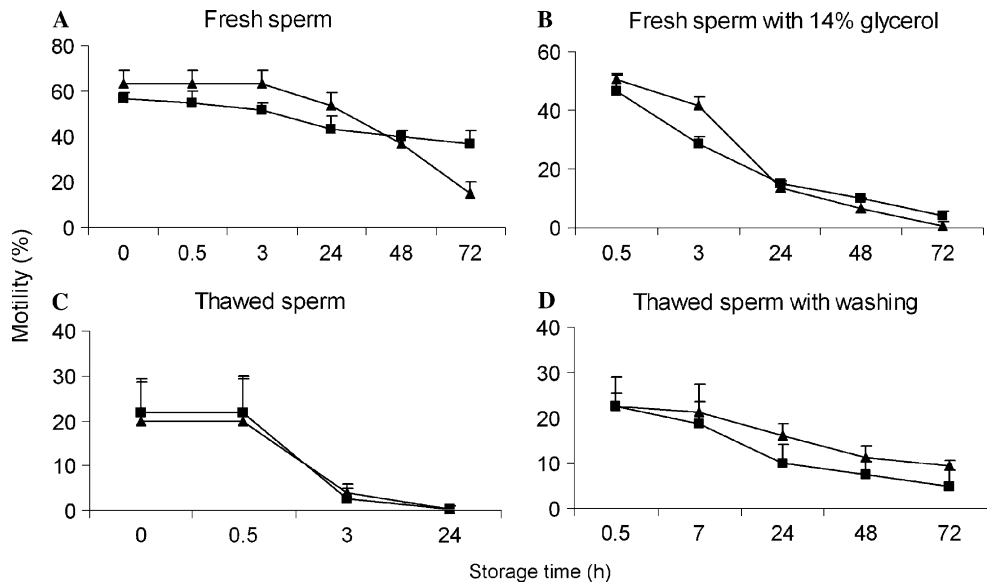 A Fresh sperm
B Fresh sperm with 14% glycerol
80
60
40
20
0
0 0.5 3 24 48 72
60
40
20
0
0.5 3 24 48 72
Motility (%)
C Thawed sperm
D Thawed sperm with washing
40
30
20
10
0
0 0.5 3 24
40
30
20
10
0
0.5 7 24 48 72
Storage time (h)